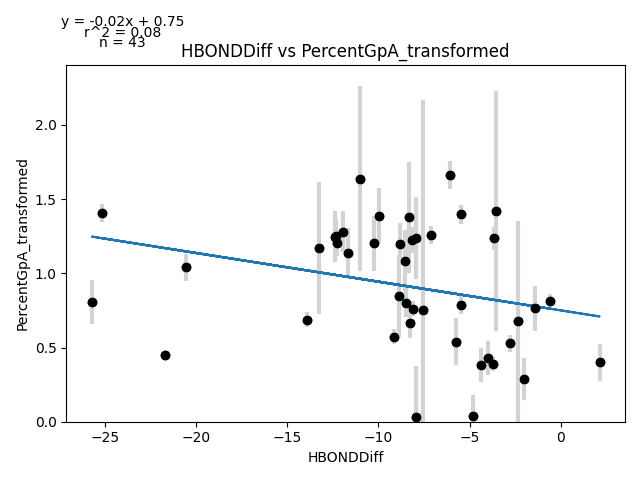 y = -0.02x + 0.75
r^2 = 0.08
n = 43
HBONDDiff vs PercentGpA_transformed
PercentGpA_transformed
2.0
1.5
1.0
0.5
0.0
−25
−20
−15
−10
−5
0
HBONDDiff